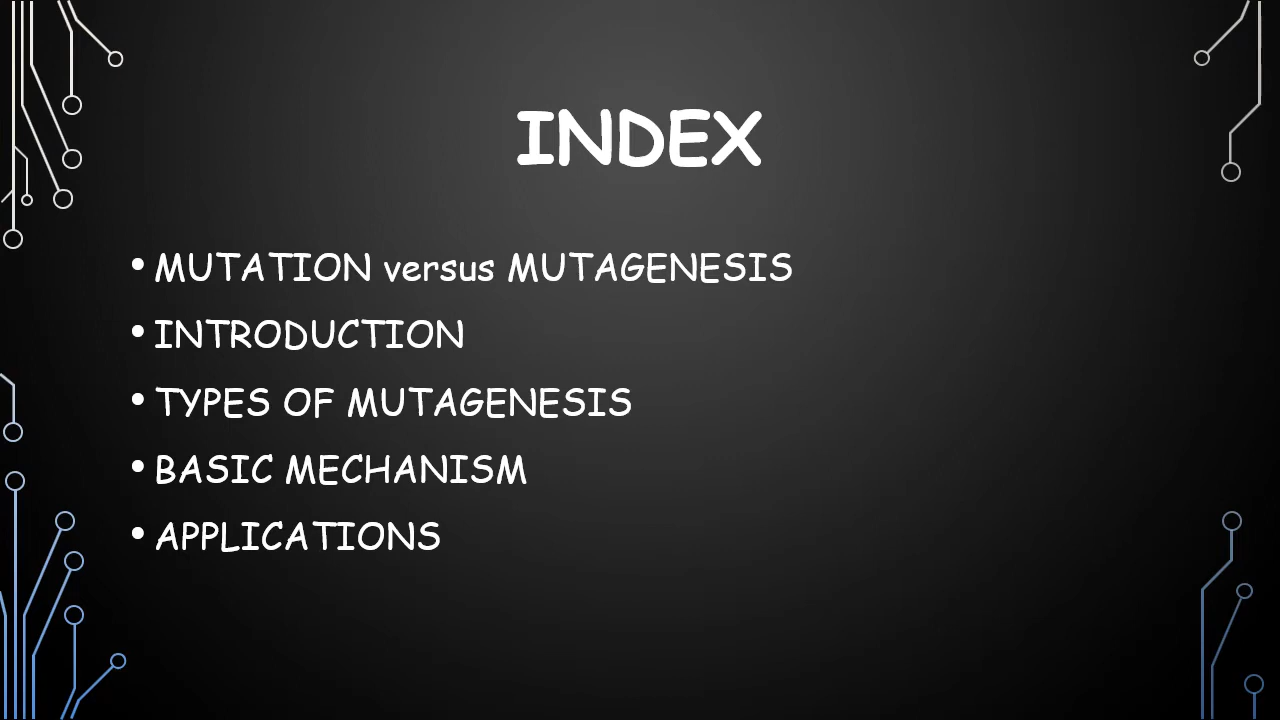 INDEX
• MUTATION versus MUTAGENESIS
• INTRODUCTION
• TYPES OF MUTAGENESIS
• BASIC MECHANISM
• APPLICATIONS